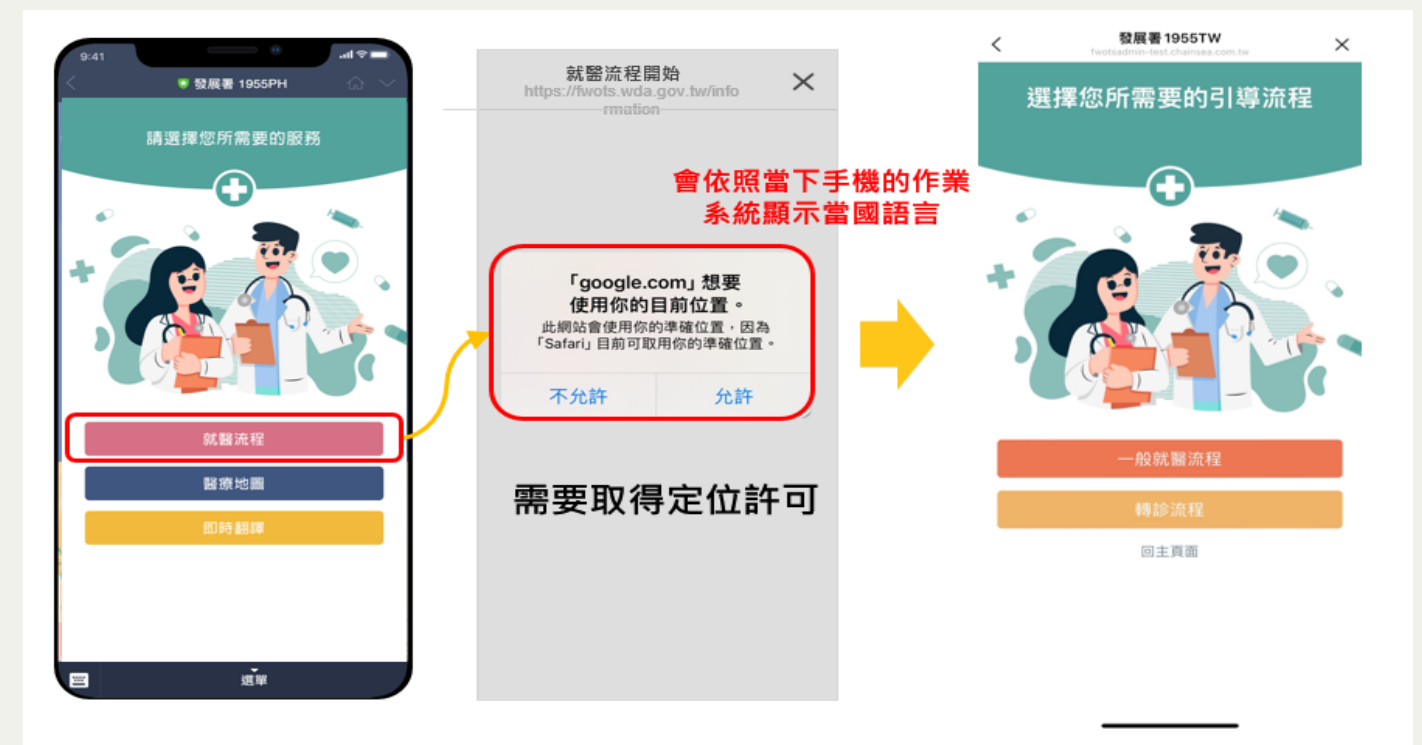 9:41
發展署 1955PH
請選擇您所需要的服務
就醫流程
醫療地圖
即時翻譯
選單
就醫流程開始
https://fwots.wda.gov.tw/info
rmation
會依照當下手機的作業
系統顯示當國語言
「google.com」想要
使用你的目前位置。
此網站會使用你的準確位置，因為
「Safari」目前可取用你的準確位置。
不允許
允許
需要取得定位許可
發展署1955TW
fwotsadmin-test.chainsea.com.tw
選擇您所需要的引導流程
一般就醫流程
轉診流程
回主頁面